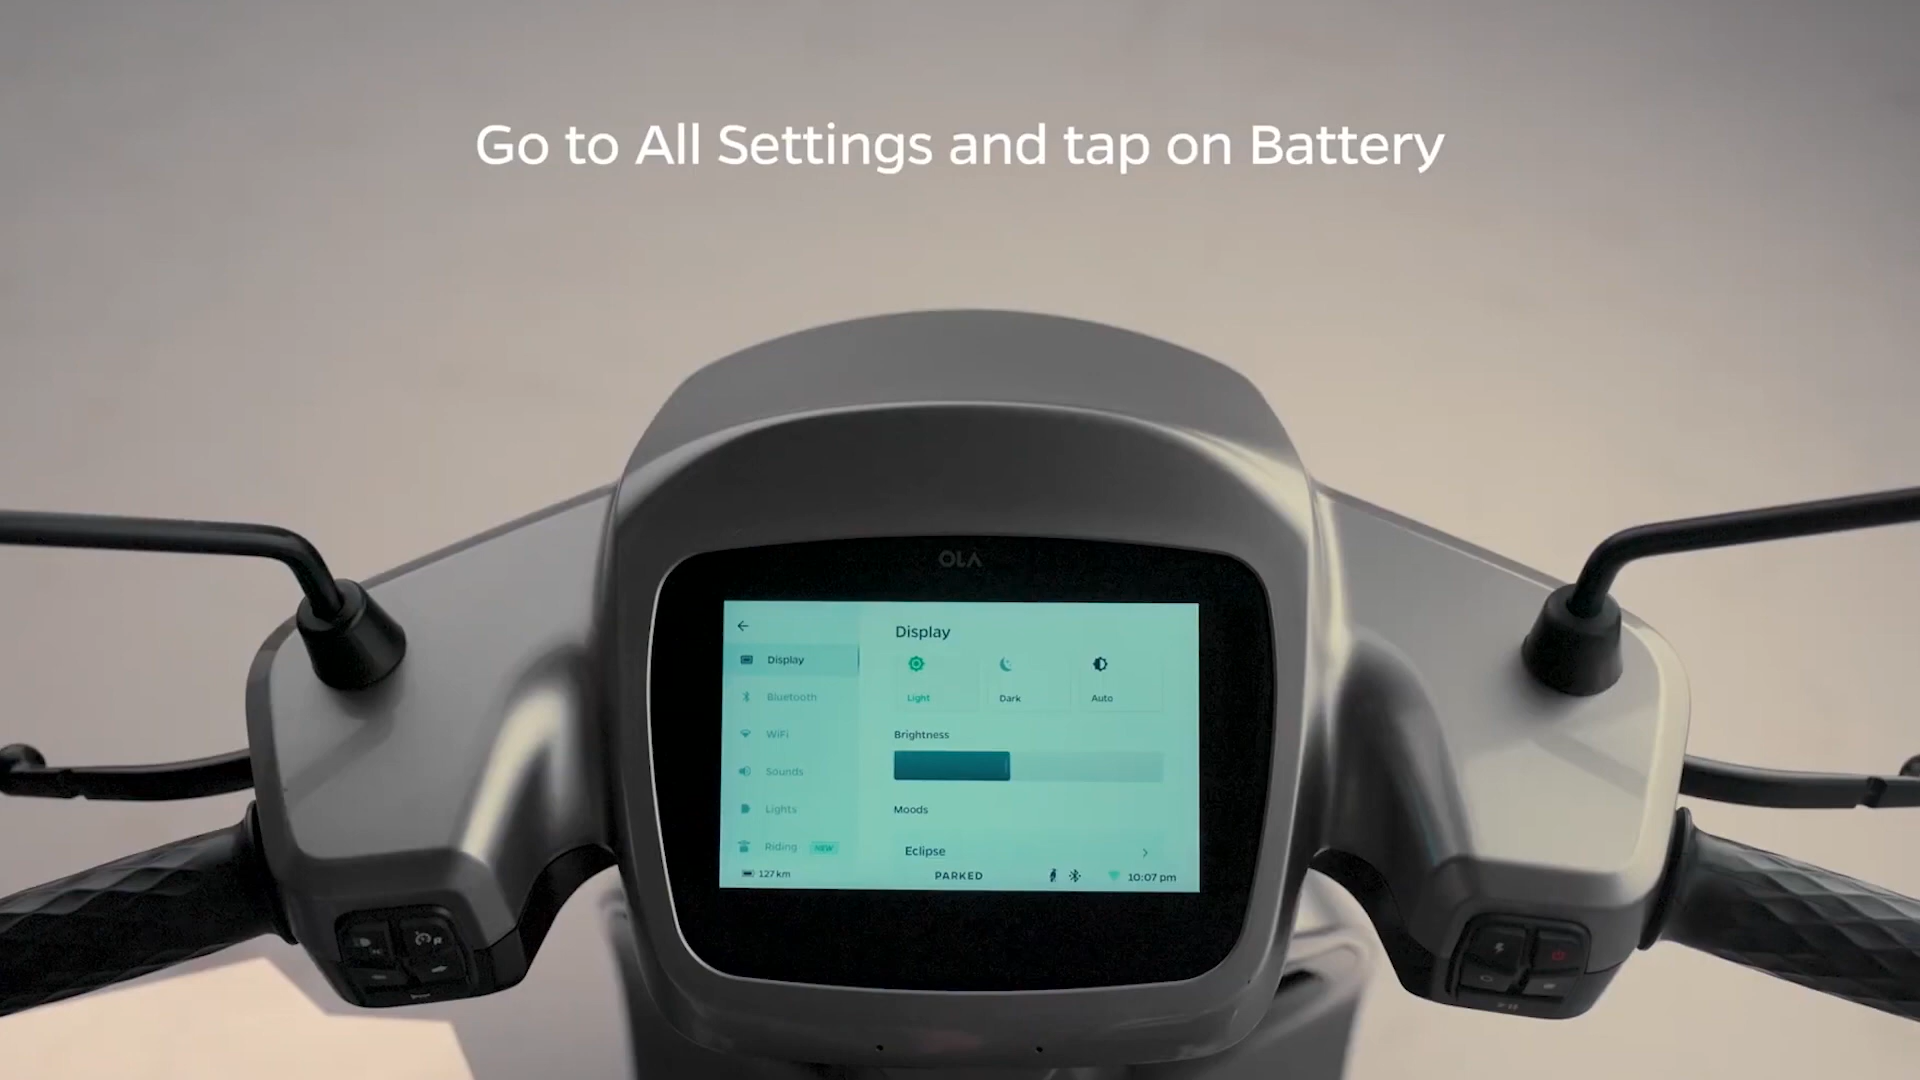 Go to All Settings and tap on Battery
OLA
Display
Display
Light
Dark
Auto
Bluetooth
WiFi
Brightness
Sounds
Lights
Moods
Riding NEW
Eclipse
127 km
PARKED
10:07 pm